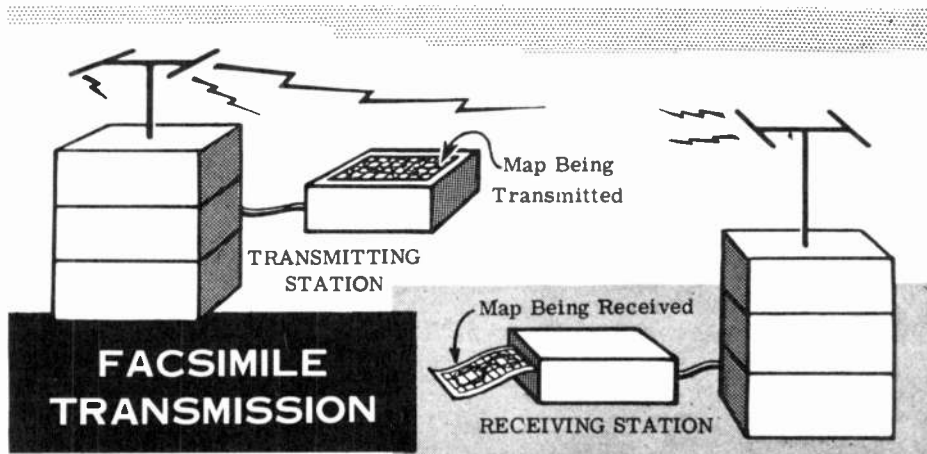 Map Being
Transmitted
TRANSMITTING
STATION
Map Being Received
FACSIMILE
TRANSMISSION
RECEIVING STATION